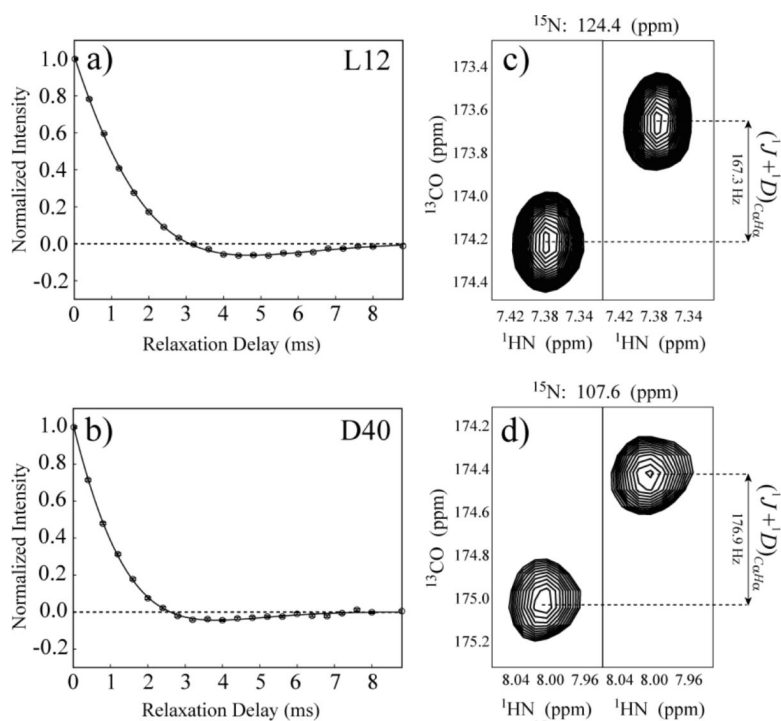 a) L12
Normalized Intensity
1.0
0.8
0.6
0.4
0.2
0.0
-0.2
0 1 2 3 4 5 6 7 8
Relaxation Delay (ms)
¹⁵N: 124.4 (ppm)
c)
¹³CO (ppm)
173.4
173.6
173.8
174.0
174.2
174.4
(¹J+¹D)CαHα
167.3 Hz
7.42 7.38 7.34 7.42 7.38 7.34
¹HN (ppm) ¹HN (ppm)
b) D40
Normalized Intensity
1.0
0.8
0.6
0.4
0.2
0.0
-0.2
0 1 2 3 4 5 6 7 8
Relaxation Delay (ms)
¹⁵N: 107.6 (ppm)
d)
¹³CO (ppm)
174.2
174.4
174.6
174.8
175.0
175.2
(¹J+¹D)CαHα
176.9 Hz
8.04 8.00 7.96 8.04 8.00 7.96
¹HN (ppm) ¹HN (ppm)